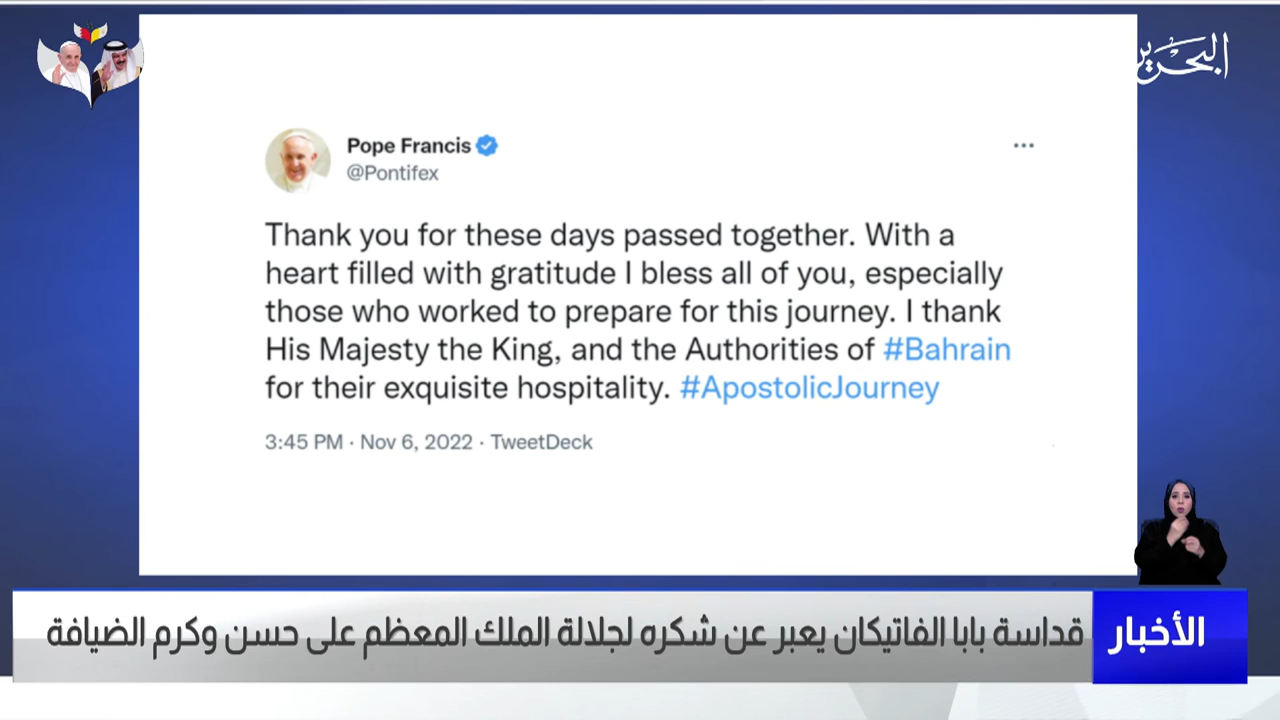 البحرين
Pope Francis
@Pontifex
Thank you for these days passed together. With a
heart filled with gratitude I bless all of you, especially
those who worked to prepare for this journey. I thank
His Majesty the King, and the Authorities of #Bahrain
for their exquisite hospitality. #ApostolicJourney
3:45 PM · Nov 6, 2022 · TweetDeck
الأخبار
قداسة بابا الفاتيكان يعبر عن شكره لجلالة الملك المعظم على حسن وكرم الضيافة